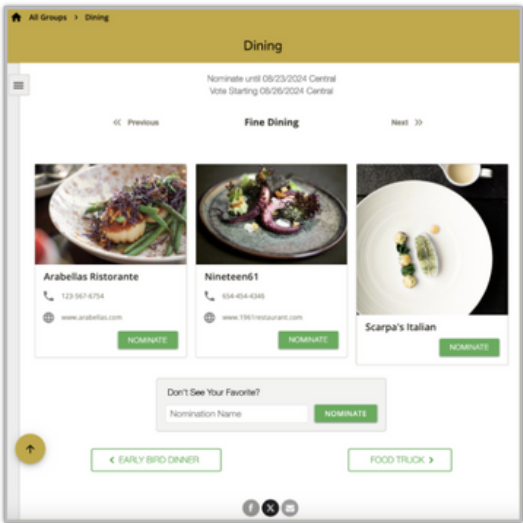 All Groups > Dining
Dining
Nominate until 08/23/2024 Central
Vote Starting 08/26/2024 Central
« Previous
Fine Dining
Next »
Arabellas Ristorante
123-567-6754
www.arabellas.com
NOMINATE
Nineteen61
654-454-4346
www.1961restaurant.com
NOMINATE
Scarpa's Italian
NOMINATE
Don't See Your Favorite?
Nomination Name
NOMINATE
< EARLY BIRD DINNER
FOOD TRUCK >